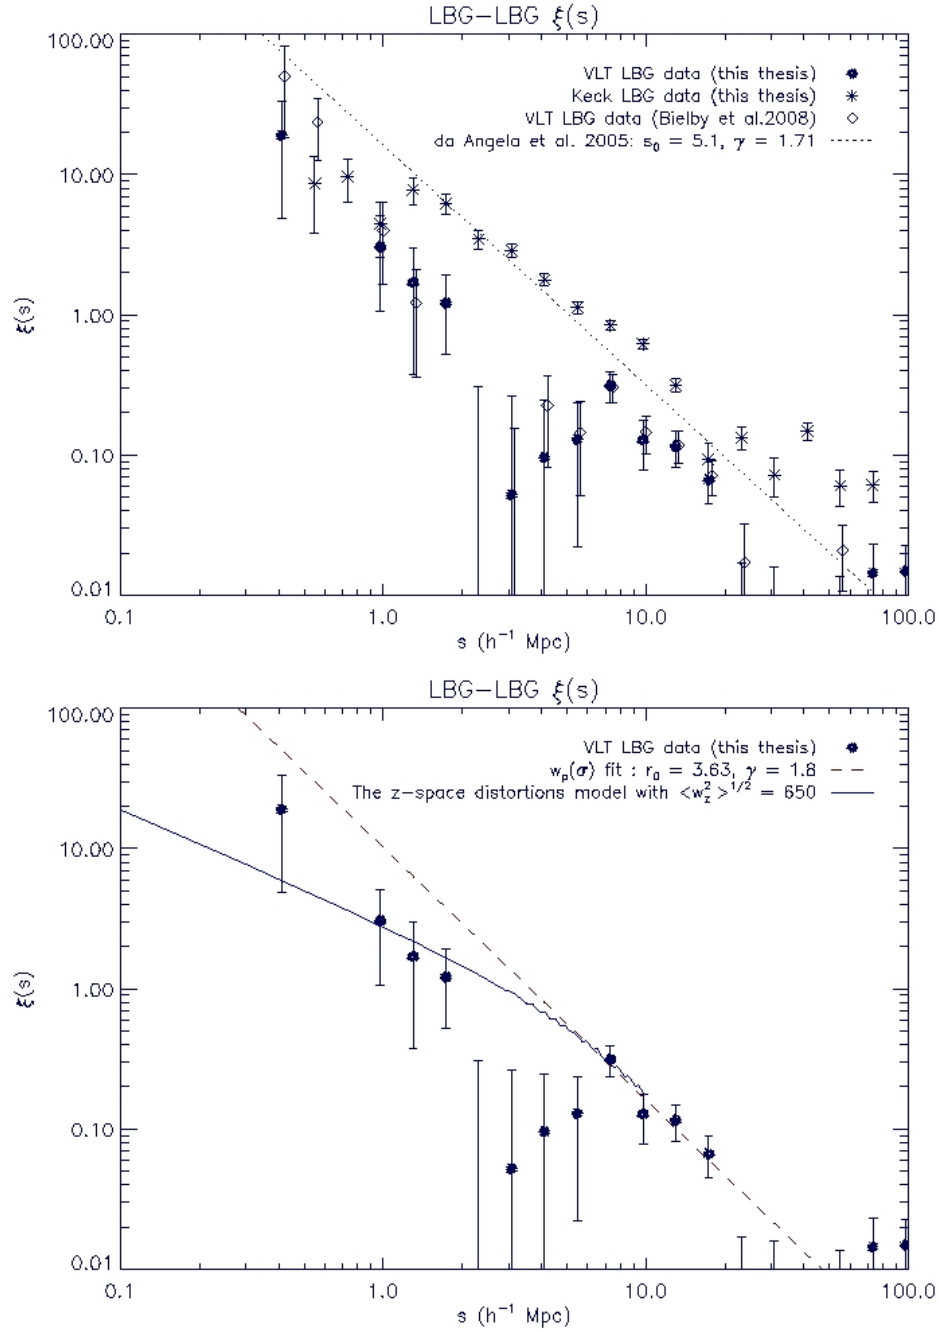 LBG−LBG ξ(s)
100.00
VLT LBG data (this thesis)
Keck LBG data (this thesis)
VLT LBG data (Bielby et al.2008)
da Angela et al. 2005: s₀ = 5.1, γ = 1.71
10.00
1.00
0.10
0.01
ξ(s)
0.1 1.0 10.0 100.0
s (h⁻¹ Mpc)
LBG−LBG ξ(s)
100.00
VLT LBG data (this thesis)
wₚ(σ) fit : r₀ = 3.63, γ = 1.8
The z−space distortions model with <w_z²>^1/2 = 650
10.00
1.00
0.10
0.01
ξ(s)
0.1 1.0 10.0 100.0
s (h⁻¹ Mpc)